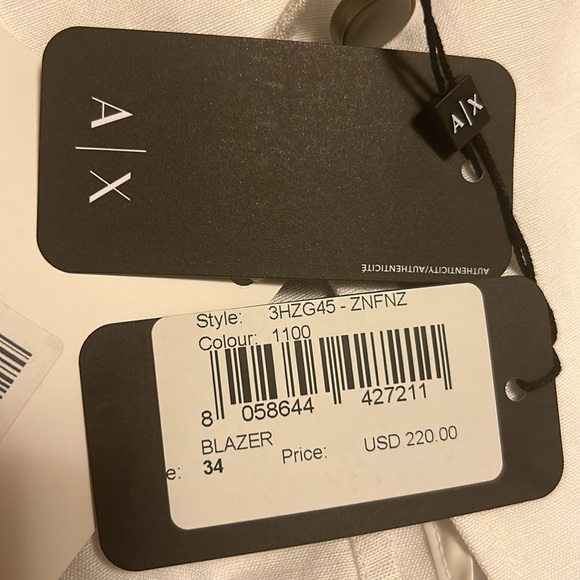 A|X
A|X
AUTHENTICITY/AUTHENTICITÉ
Style: 3HZG45 - ZNFNZ
Colour: 1100
8 058644 427211
BLAZER
e: 34 Price: USD 220.00